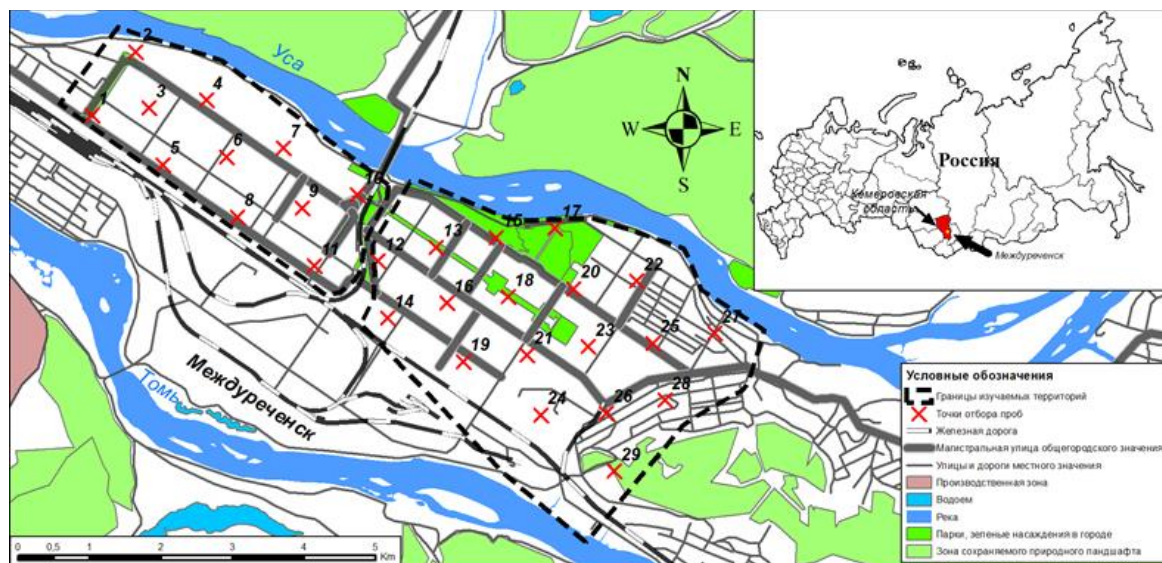 Уса
N
W E
S
Россия
Кемеровская
область
Междуреченск
2
1
3
4
5
6
7
8
9
10
11
12
13
14
15
16
17
18
19
20
21
22
23
24
25
26
27
28
29
Томь
Междуреченск
Условные обозначения
Границы изучаемых территорий
Точки отбора проб
Железная дорога
Магистральная улица общегородского значения
Улицы и дороги местного значения
Производственная зона
Водоем
Река
Парки, зеленые насаждения в городе
Зона сохраняемого природного ландшафта
0 0,5 1 2 3 4 5
Km